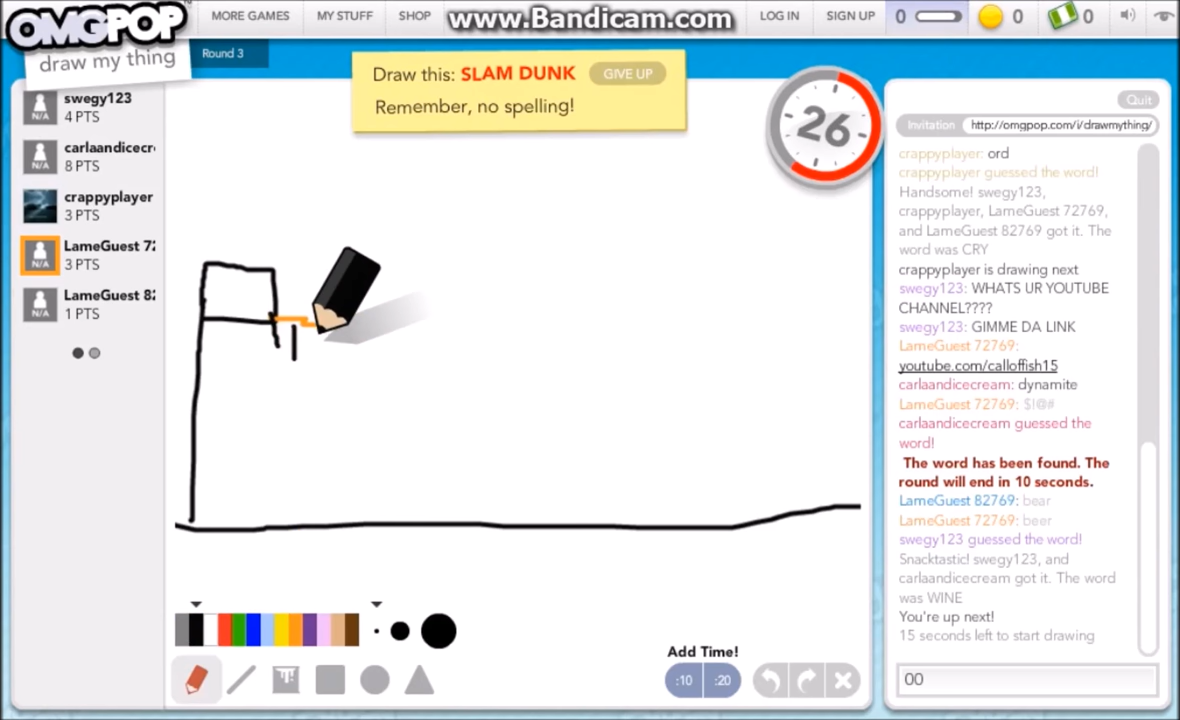 www.Bandicam.com
OMGPOP
MORE GAMES
MY STUFF
SHOP
LOG IN
SIGN UP
0
0
0
draw my thing
Round 3
Draw this: SLAM DUNK
GIVE UP
Remember, no spelling!
26
N/A
swegy123
4 PTS
N/A
carlaandicecr
8 PTS
crappyplayer
3 PTS
N/A
LameGuest 72
3 PTS
N/A
LameGuest 82
1 PTS
Quit
Invitation
http://omgpop.com/i/drawmything/
crappyplayer: ord
crappyplayer guessed the word!
Handsome! swegy123,
crappyplayer, LameGuest 72769,
and LameGuest 82769 got it. The
word was CRY
crappyplayer is drawing next
swegy123: WHATS UR YOUTUBE
CHANNEL????
swegy123: GIMME DA LINK
LameGuest 72769:
youtube.com/calloffish15
carlaandicecream: dynamite
LameGuest 72769: $!@#
carlaandicecream guessed the
word!
The word has been found. The
round will end in 10 seconds.
LameGuest 82769: bear
LameGuest 72769: beer
swegy123 guessed the word!
Snacktastic! swegy123, and
carlaandicecream got it. The word
was WINE
You're up next!
15 seconds left to start drawing
00
Add Time!
:10
:20